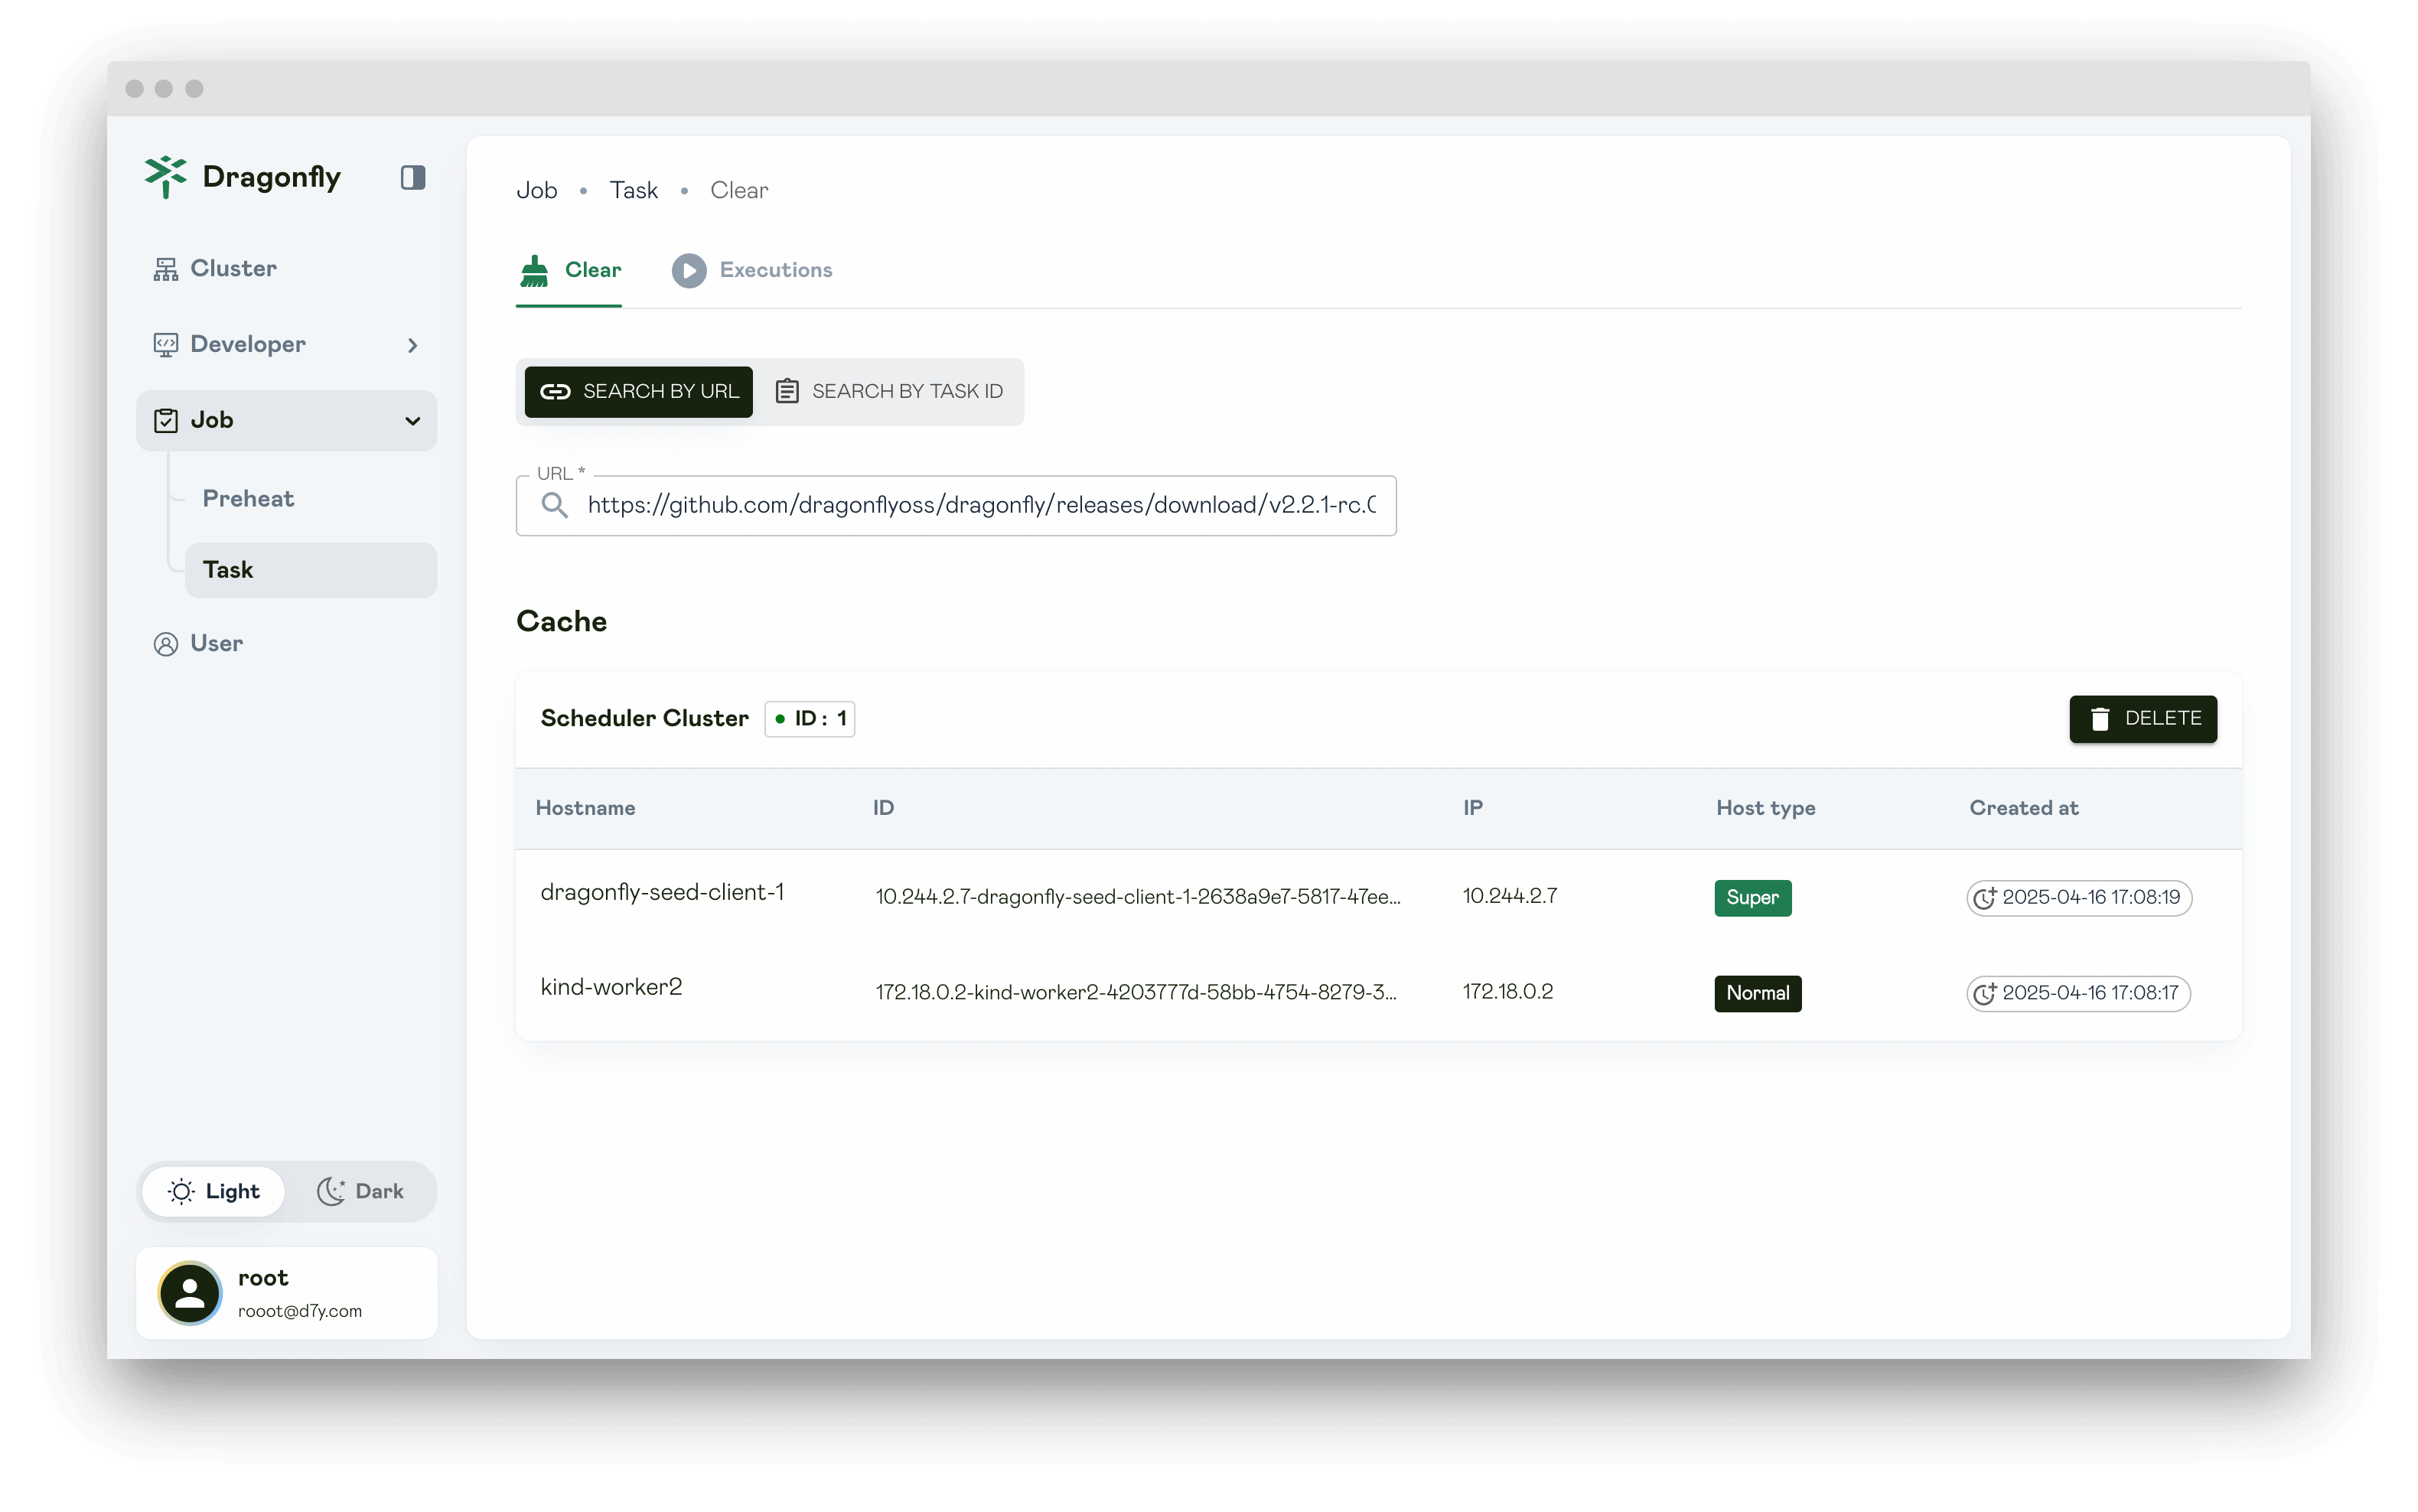 Dragonfly
Cluster
Developer
Job
Preheat
Task
User
Light Dark
root
rooot@d7y.com
Job • Task • Clear
Clear Executions
SEARCH BY URL SEARCH BY TASK ID
URL *
https://github.com/dragonflyoss/dragonfly/releases/download/v2.2.1-rc.
Cache
Scheduler Cluster ID : 1 DELETE
Hostname ID IP Host type Created at
dragonfly-seed-client-1 10.244.2.7-dragonfly-seed-client-1-2638a9e7-5817-47ee... 10.244.2.7 Super 2025-04-16 17:08:19
kind-worker2 172.18.0.2-kind-worker2-4203777d-58bb-4754-8279-3... 172.18.0.2 Normal 2025-04-16 17:08:17